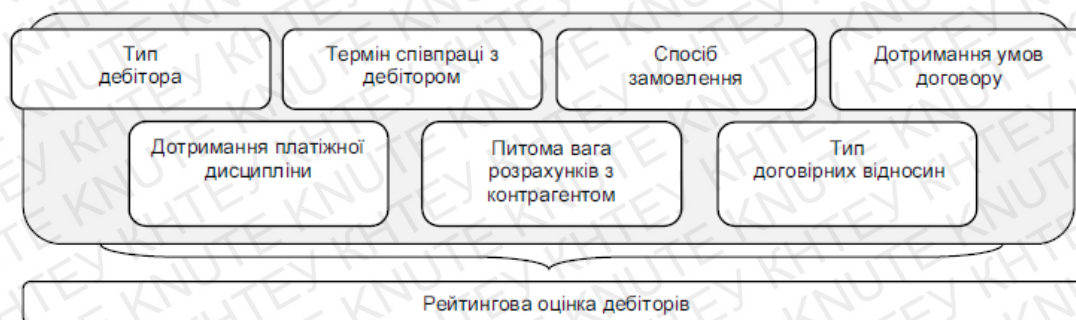 Тип
дебітора
Термін співпраці з
дебітором
Спосіб
замовлення
Дотримання умов
договору
Дотримання платіжної
дисципліни
Питома вага
розрахунків з
контрагентом
Тип
договірних відносин
Рейтингова оцінка дебіторів